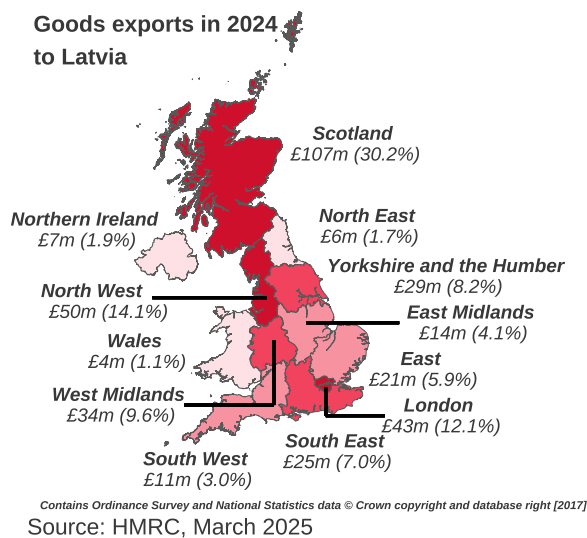 Goods exports in 2024
to Latvia
Scotland
£107m (30.2%)
Northern Ireland
£7m (1.9%)
North East
£6m (1.7%)
Yorkshire and the Humber
£29m (8.2%)
North West
£50m (14.1%)
East Midlands
£14m (4.1%)
Wales
£4m (1.1%)
East
£21m (5.9%)
West Midlands
£34m (9.6%)
London
£43m (12.1%)
South East
£25m (7.0%)
South West
£11m (3.0%)
Contains Ordinance Survey and National Statistics data © Crown copyright and database right [2017]
Source: HMRC, March 2025